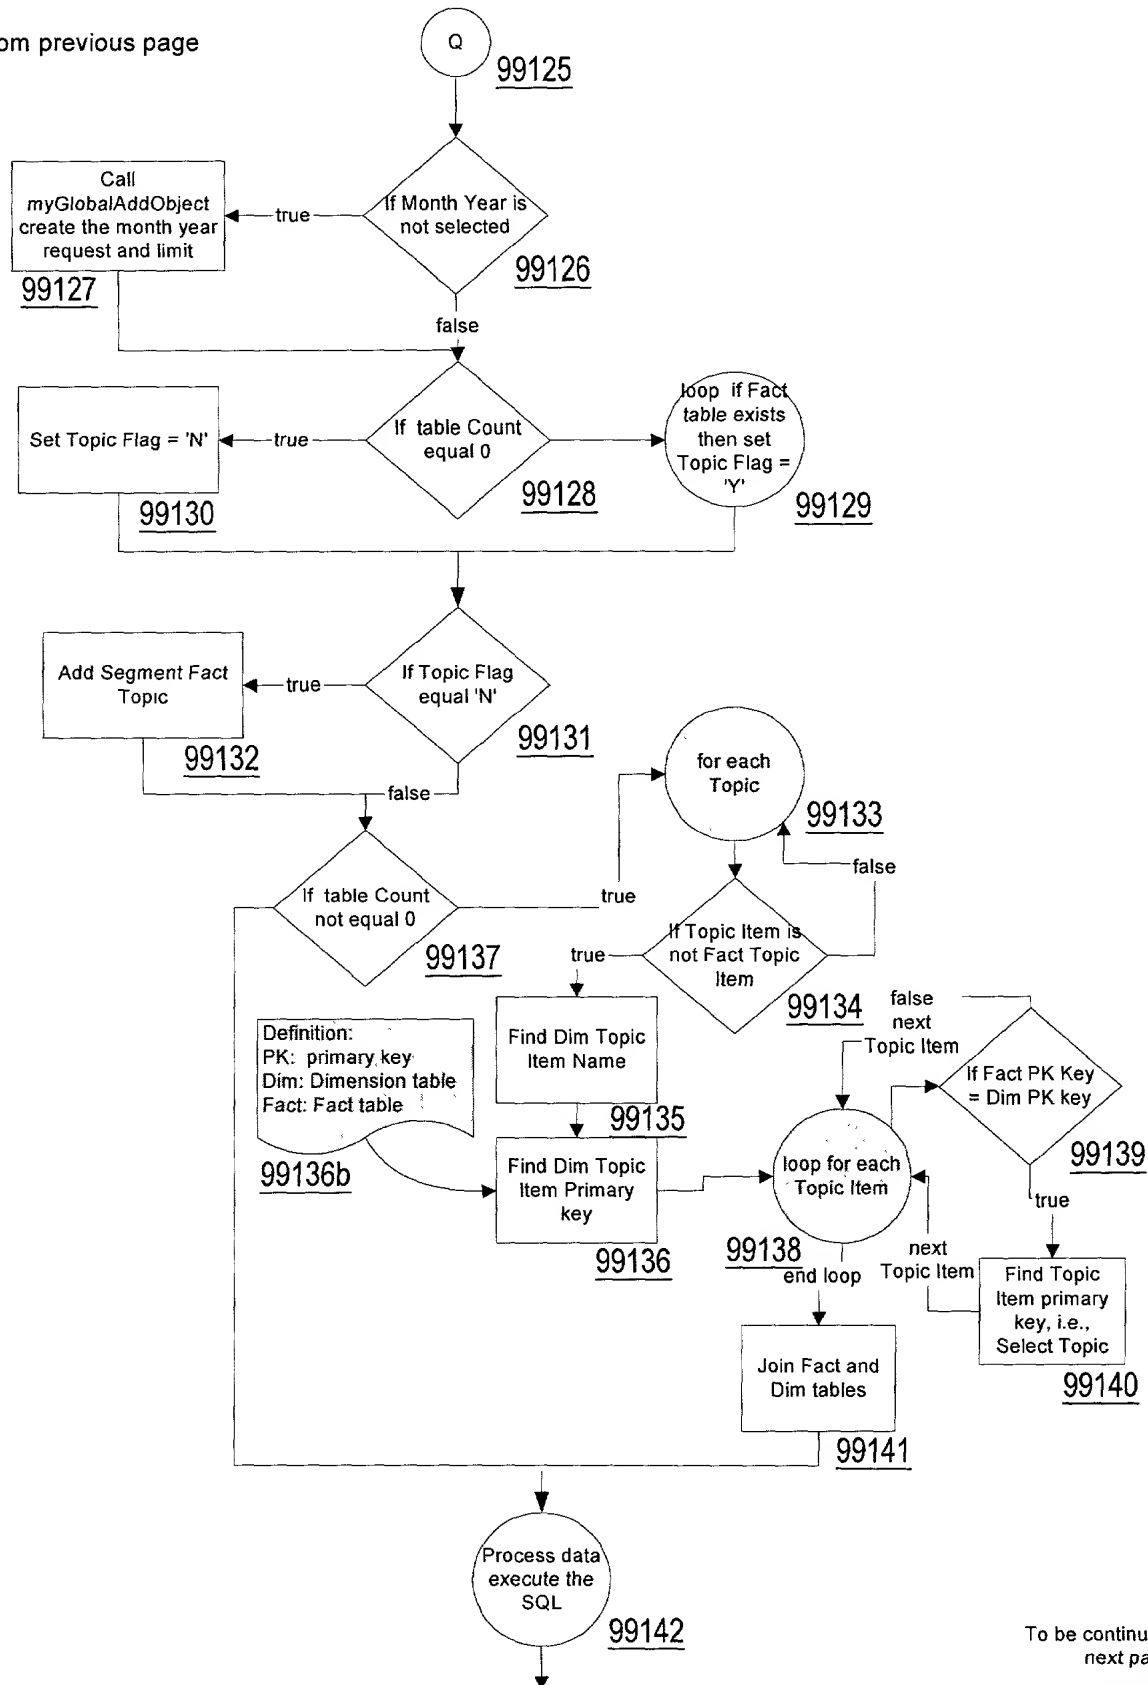 om previous page
Q
99125
If Month Year is
not selected
99126
true
Call
myGlobalAddObject
create the month year
request and limit
99127
false
If table Count
equal 0
99128
true
Set Topic Flag = 'N'
99130
loop if Fact
table exists
then set
Topic Flag =
'Y'
99129
If Topic Flag
equal 'N'
99131
true
Add Segment Fact
Topic
99132
false
for each
Topic
99133
If table Count
not equal 0
99137
true
false
If Topic Item is
not Fact Topic
Item
99134
true
Find Dim Topic
Item Name
99135
Definition:
PK: primary key
Dim: Dimension table
Fact: Fact table
99136b
Find Dim Topic
Item Primary
key
99136
false
next
Topic Item
If Fact PK Key
= Dim PK key
99139
loop for each
Topic Item
99138
true
next
Topic Item
Find Topic
Item primary
key, i.e.,
Select Topic
99140
end loop
Join Fact and
Dim tables
99141
Process data
execute the
SQL
99142
To be continu
next pa